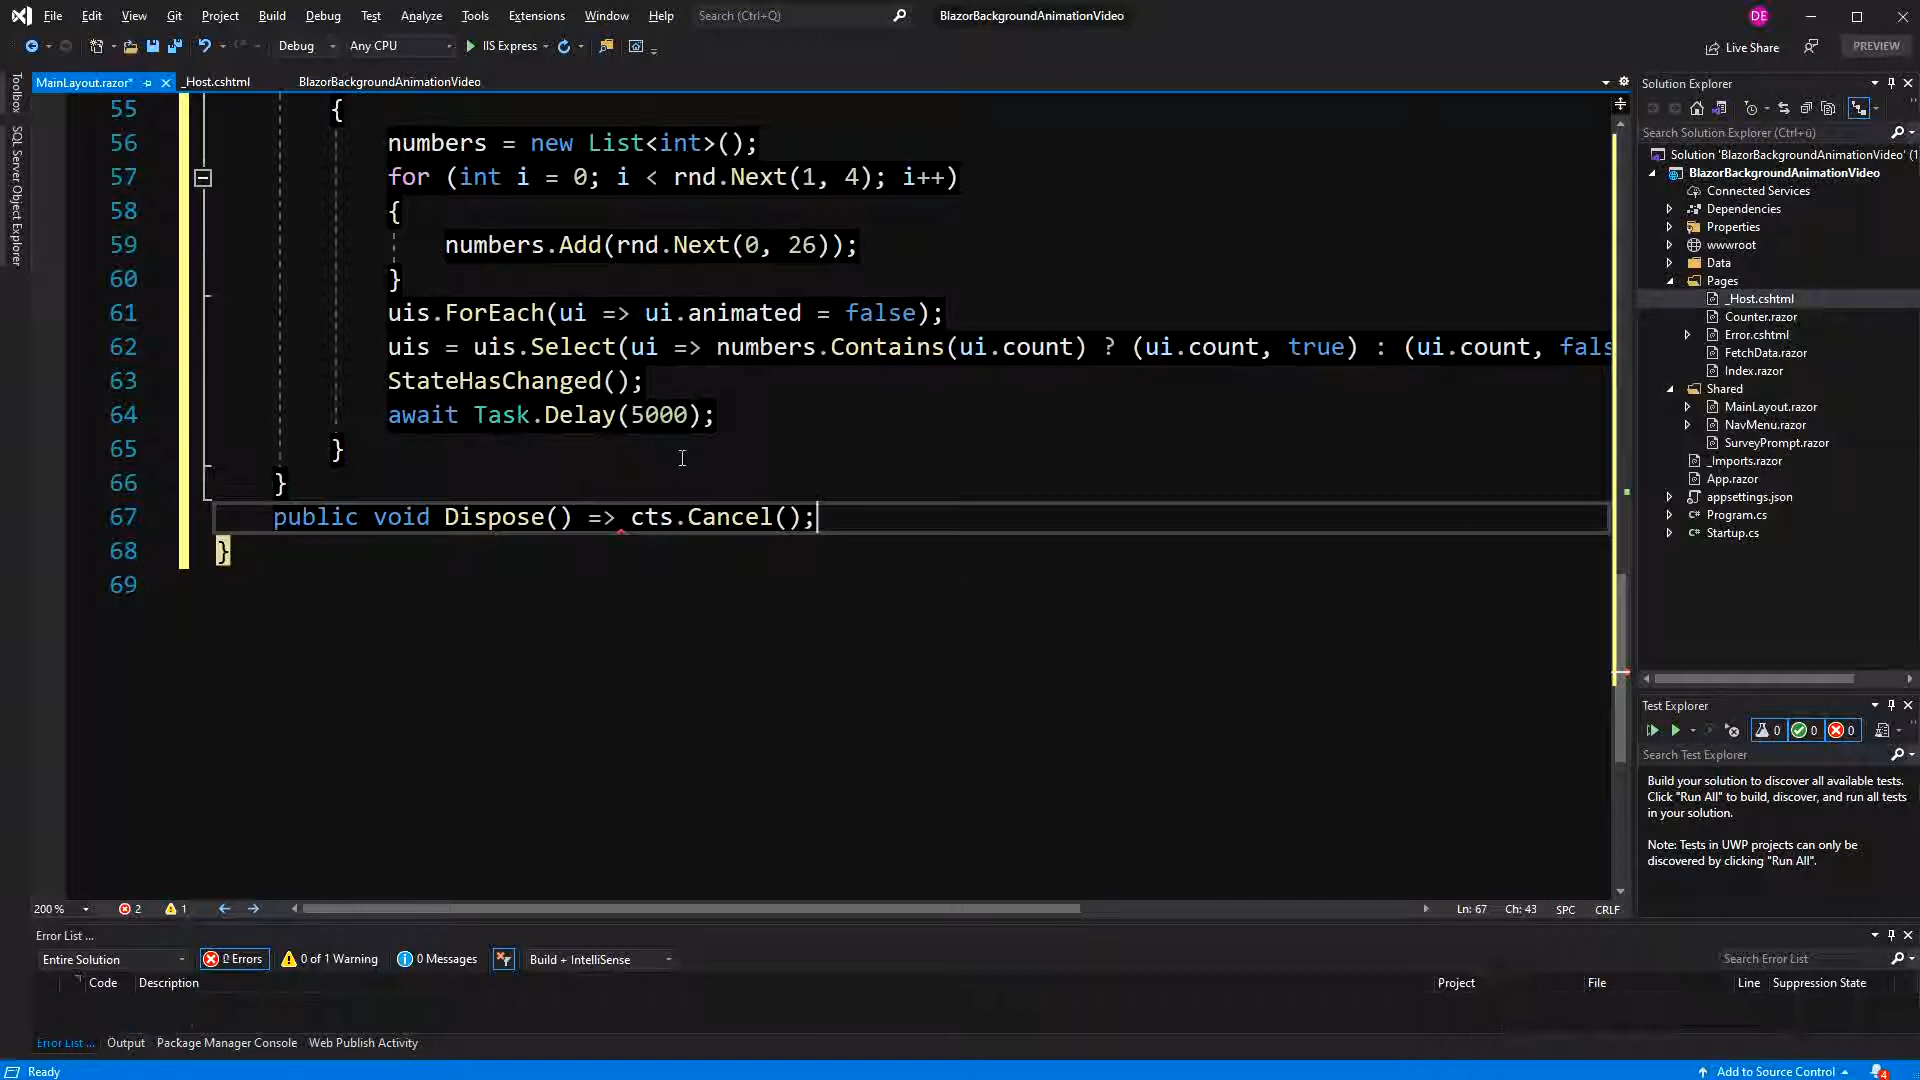 File Edit View Git Project Build Debug Test Analyze Tools Extensions Window Help Search (Ctrl+Q) BlazorBackgroundAnimationVideo DE
Debug Any CPU IIS Express Live Share PREVIEW
MainLayout.razor* _Host.cshtml BlazorBackgroundAnimationVideo
Toolbox
SQL Server Object Explorer
55 {
56 numbers = new List<int>();
57 for (int i = 0; i < rnd.Next(1, 4); i++)
58 {
59 numbers.Add(rnd.Next(0, 26));
60 }
61 uis.ForEach(ui => ui.animated = false);
62 uis = uis.Select(ui => numbers.Contains(ui.count) ? (ui.count, true) : (ui.count, fals
63 StateHasChanged();
64 await Task.Delay(5000);
65 }
66 }
67 public void Dispose() => cts.Cancel();
68 }
69
200 % 2 1 Ln: 67 Ch: 43 SPC CRLF
Solution Explorer
Search Solution Explorer (Ctrl+ü)
Solution 'BlazorBackgroundAnimationVideo' (1
BlazorBackgroundAnimationVideo
Connected Services
Dependencies
Properties
wwwroot
Data
Pages
_Host.cshtml
Counter.razor
Error.cshtml
FetchData.razor
Index.razor
Shared
MainLayout.razor
NavMenu.razor
SurveyPrompt.razor
_Imports.razor
App.razor
appsettings.json
Program.cs
Startup.cs
Test Explorer
0 0 0
Search Test Explorer
Build your solution to discover all available tests.
Click "Run All" to build, discover, and run all tests
in your solution.
Note: Tests in UWP projects can only be
discovered by clicking "Run All".
Error List ...
Entire Solution 0 Errors 0 of 1 Warning 0 Messages Build + IntelliSense Search Error List
Code Description Project File Line Suppression State
Error List ... Output Package Manager Console Web Publish Activity
Ready Add to Source Control 4